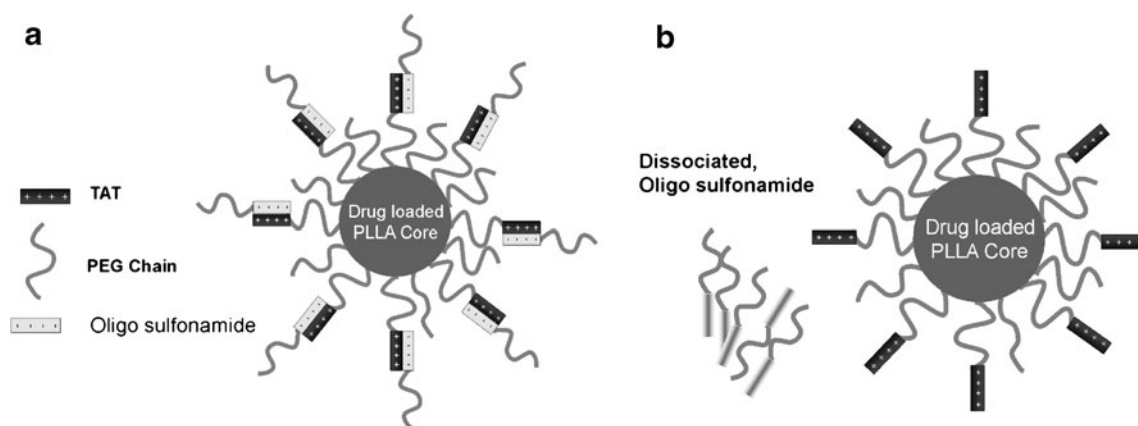 a
TAT
PEG Chain
Oligo sulfonamide
Drug loaded
PLLA Core
b
Dissociated,
Oligo sulfonamide
Drug loaded
PLLA Core